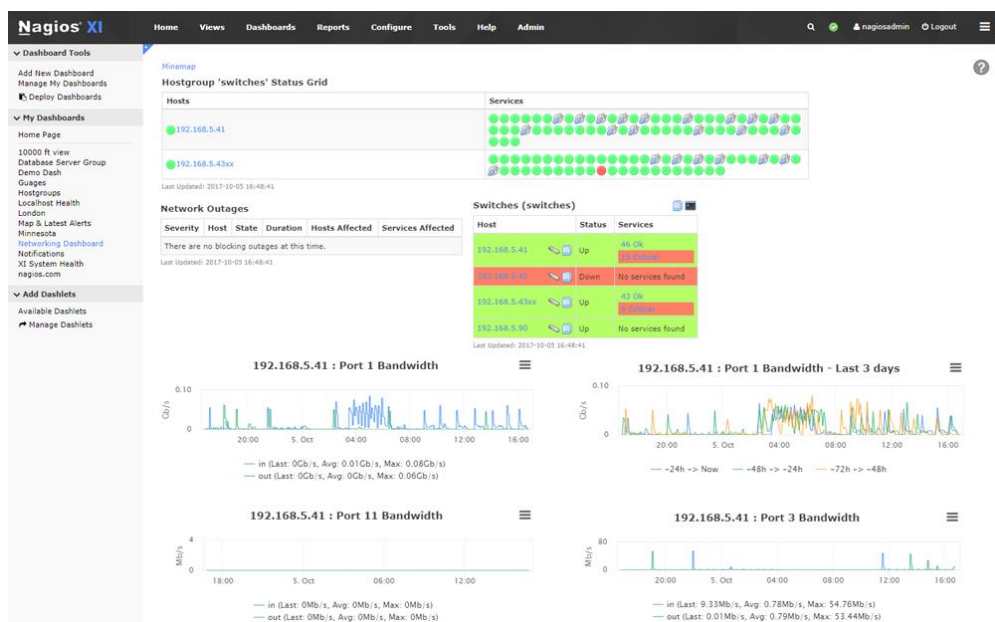 Nagios® XI
Home Views Dashboards Reports Configure Tools Help Admin
nagiosadmin Logout
Dashboard Tools
Add New Dashboard
Manage My Dashboards
Deploy Dashboards
My Dashboards
Home Page
10000 ft view
Database Server Group
Demo Dash
Guages
Hostgroups
Localhost Health
London
Map & Latest Alerts
Minnesota
Networking Dashboard
Notifications
XI System Health
nagios.com
Add Dashlets
Available Dashlets
Manage Dashlets
Minemap
Hostgroup 'switches' Status Grid
Hosts Services
192.168.5.41
192.168.5.43xx
Last Updated: 2017-10-05 16:48:41
Network Outages
Severity Host State Duration Hosts Affected Services Affected
There are no blocking outages at this time.
Last Updated: 2017-10-05 16:48:41
Switches (switches)
Host Status Services
192.168.5.41 Up 46 Ok
15 Critical
Down No services found
192.168.5.43xx Up 43 Ok
Critical
192.168.5.90 Up No services found
Last Updated: 2017-10-05 16:48:41
192.168.5.41 : Port 1 Bandwidth
Gb/s
0.10
0
20:00 5. Oct 04:00 08:00 12:00 16:00
in (Last: 0Gb/s, Avg: 0.01Gb/s, Max: 0.08Gb/s)
out (Last: 0Gb/s, Avg: 0Gb/s, Max: 0.06Gb/s)
192.168.5.41 : Port 1 Bandwidth - Last 3 days
Gb/s
0.10
0
20:00 5. Oct 04:00 08:00 12:00 16:00
-24h -> Now -48h -> -24h -72h -> -48h
192.168.5.41 : Port 11 Bandwidth
Mb/s
4
0
18:00 5. Oct 06:00 12:00
in (Last: 0Mb/s, Avg: 0Mb/s, Max: 0Mb/s)
out (Last: 0Mb/s, Avg: 0Mb/s, Max: 0Mb/s)
192.168.5.41 : Port 3 Bandwidth
Mb/s
80
0
20:00 5. Oct 04:00 08:00 12:00 16:00
in (Last: 9.33Mb/s, Avg: 0.78Mb/s, Max: 54.76Mb/s)
out (Last: 0.01Mb/s, Avg: 0.79Mb/s, Max: 53.44Mb/s)